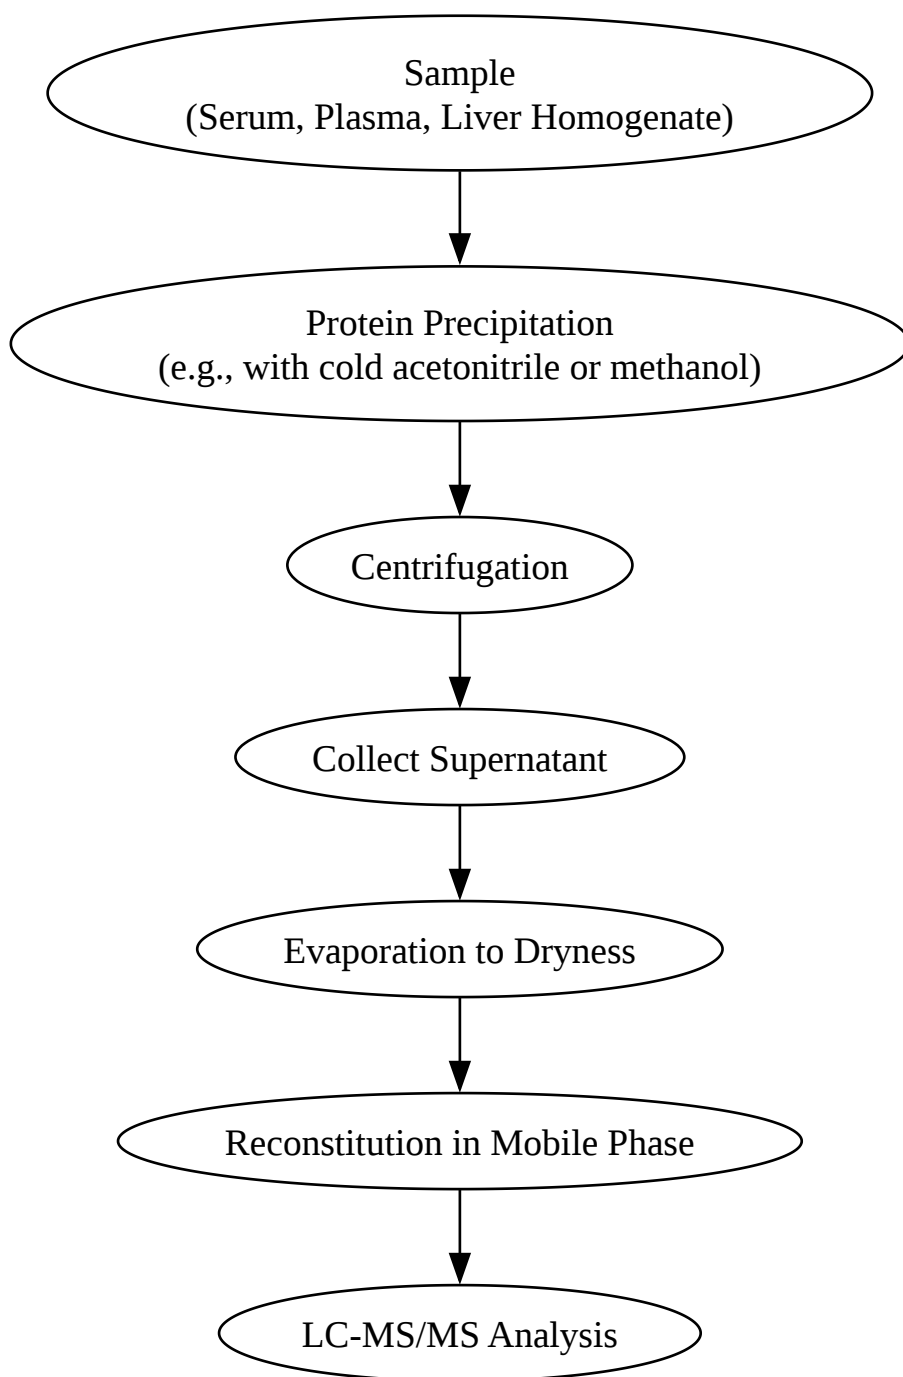 Sample
(Serum, Plasma, Liver Homogenate)
Protein Precipitation
(e.g., with cold acetonitrile or methanol)
Centrifugation
Collect Supernatant
Evaporation to Dryness
Reconstitution in Mobile Phase
LC-MS/MS Analysis